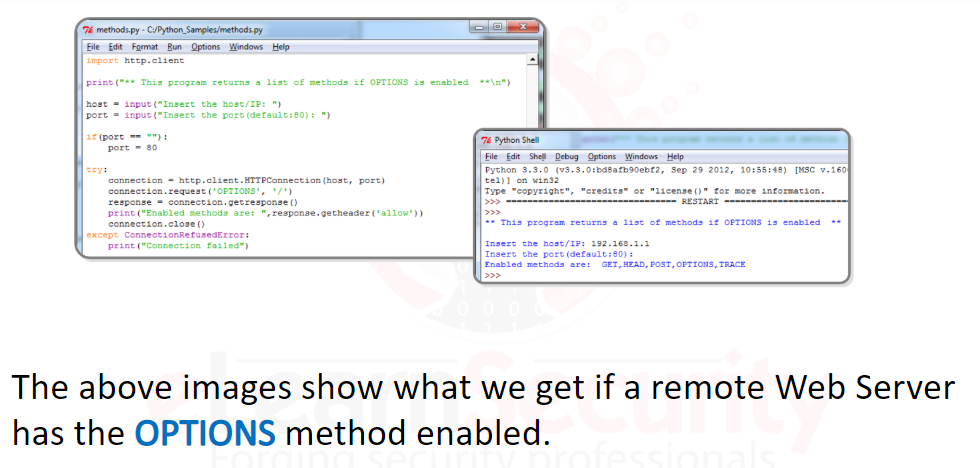 methods.py - C:/Python_Samples/methods.py
File Edit Format Run Options Windows Help
import http.client
print("** This program returns a list of methods if OPTIONS is enabled  **\n")
host = input("Insert the host/IP: ")
port = input("Insert the port(default:80): ")
if(port == ""):
    port = 80
try:
    connection = http.client.HTTPConnection(host, port)
    connection.request('OPTIONS', '/')
    response = connection.getresponse()
    print("Enabled methods are: ",response.getheader('allow'))
    connection.close()
except ConnectionRefusedError:
    print("Connection failed")
Python Shell
File Edit Shell Debug Options Windows Help
Python 3.3.0 (v3.3.0:bd8afb90ebf2, Sep 29 2012, 10:55:48) [MSC v.160
tel)] on win32
Type "copyright", "credits" or "license()" for more information.
>>> ================================ RESTART ================================
>>>
** This program returns a list of methods if OPTIONS is enabled  **
Insert the host/IP: 192.168.1.1
Insert the port(default:80):
Enabled methods are:  GET,HEAD,POST,OPTIONS,TRACE
>>>
The above images show what we get if a remote Web Server
has the OPTIONS method enabled.
eLearnSecurity
Forging security professionals